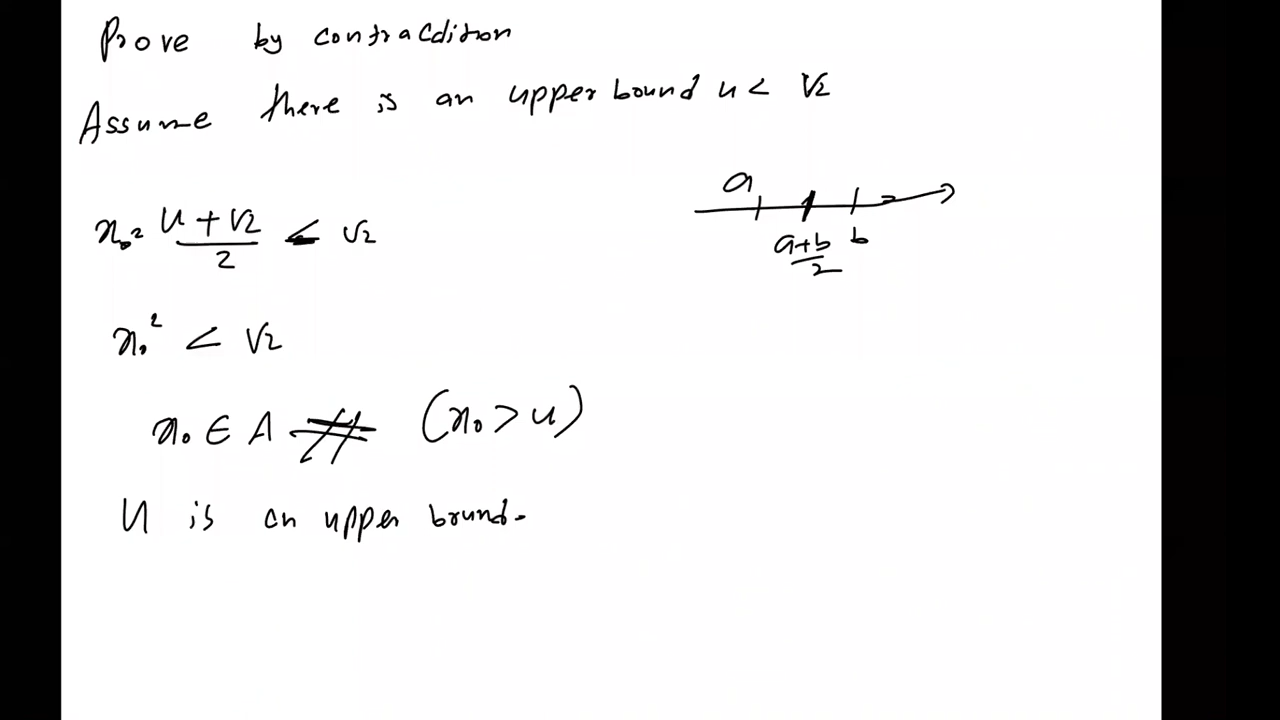 Prove by contracdition
Assume there is an upper bound u < √2
x₀ = (u + √2)/2 < √2
a
(a+b)/2 b
x₀² < √2
x₀ ∈ A (x₀ > u)
U is an upper bound.